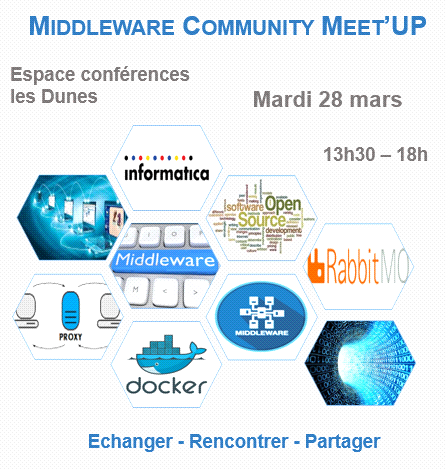 MIDDLEWARE COMMUNITY MEET'UP
Espace conférences
les Dunes
Mardi 28 mars
13h30 – 18h
informatica
software
Open
Source
development
Middleware
RabbitMQ
PROXY
MIDDLEWARE
docker
Echanger - Rencontrer - Partager